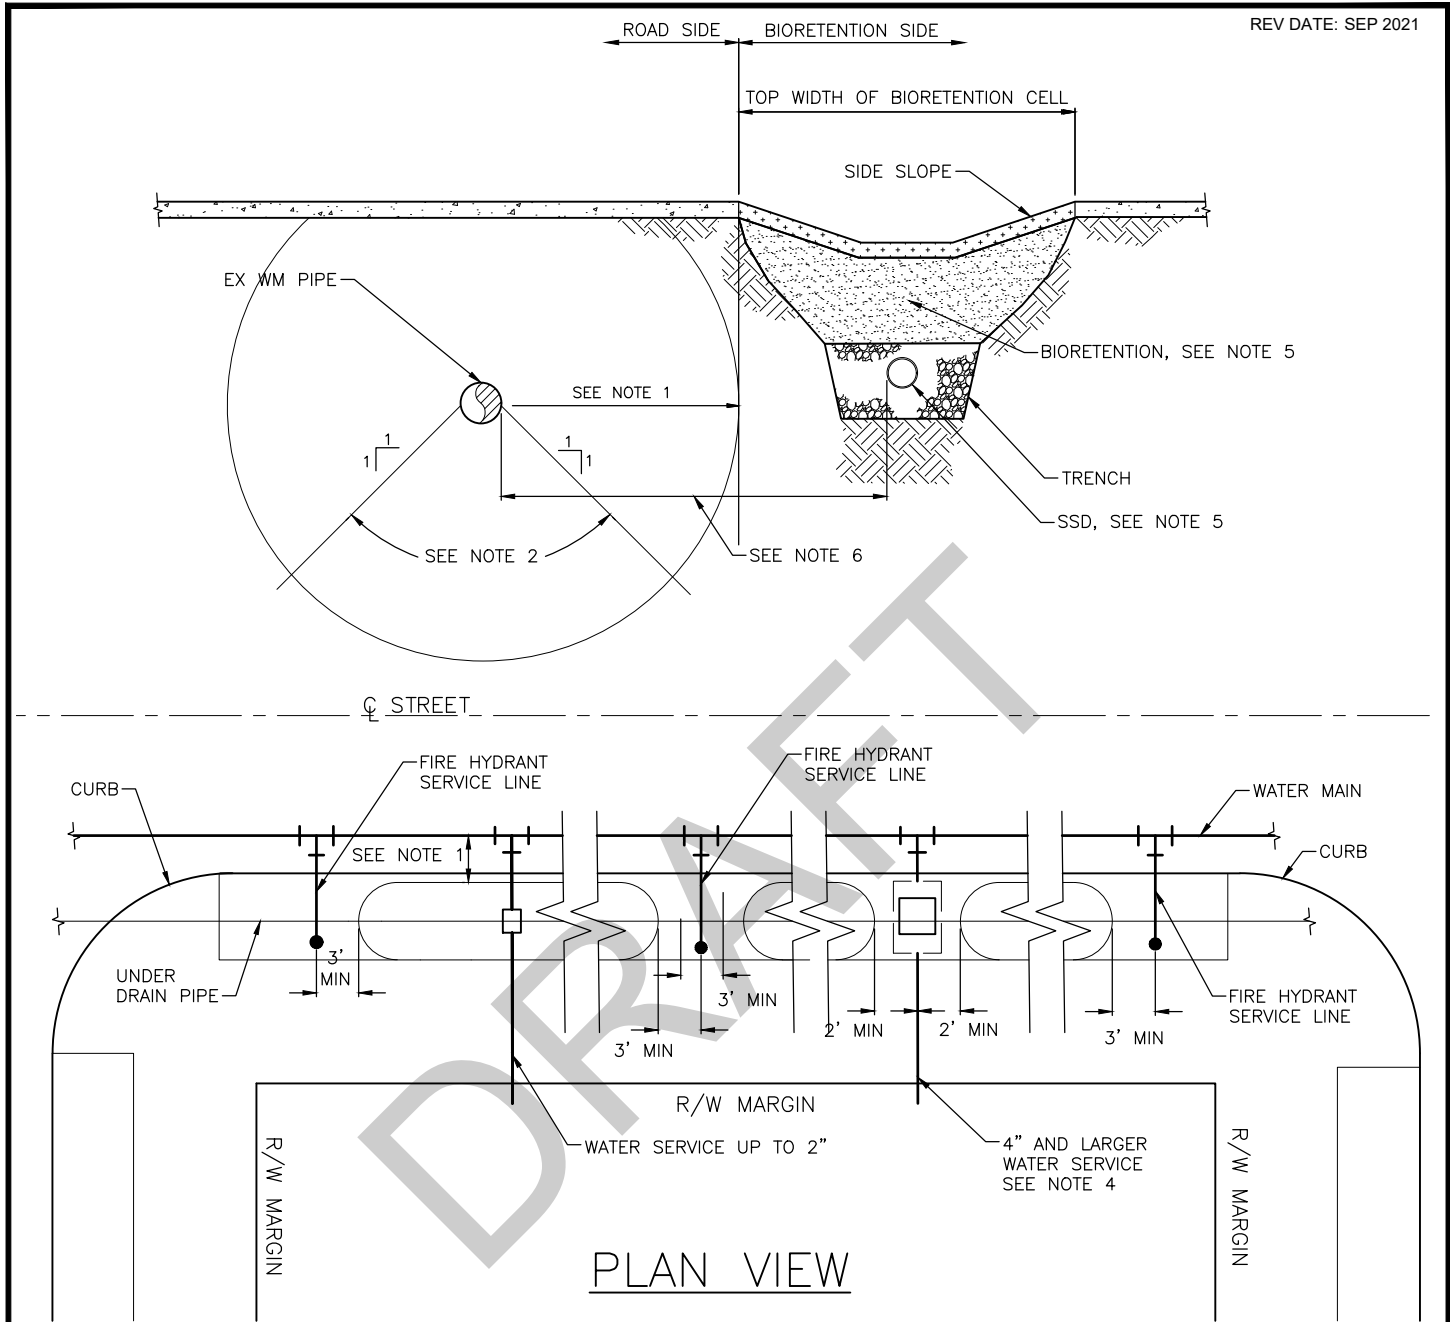 REV DATE: SEP 2021
ROAD SIDE
BIORETENTION SIDE
TOP WIDTH OF BIORETENTION CELL
SIDE SLOPE
EX WM PIPE
BIORETENTION, SEE NOTE 5
SEE NOTE 1
1
1
1
1
TRENCH
SSD, SEE NOTE 5
SEE NOTE 2
SEE NOTE 6
DRAFT
℄ STREET
FIRE HYDRANT
SERVICE LINE
FIRE HYDRANT
SERVICE LINE
CURB
WATER MAIN
SEE NOTE 1
CURB
3'
MIN
UNDER
DRAIN PIPE
3' MIN
3' MIN
2' MIN
2' MIN
3' MIN
FIRE HYDRANT
SERVICE LINE
R/W MARGIN
WATER SERVICE UP TO 2"
4" AND LARGER
WATER SERVICE
SEE NOTE 4
R/W MARGIN
R/W MARGIN
PLAN VIEW